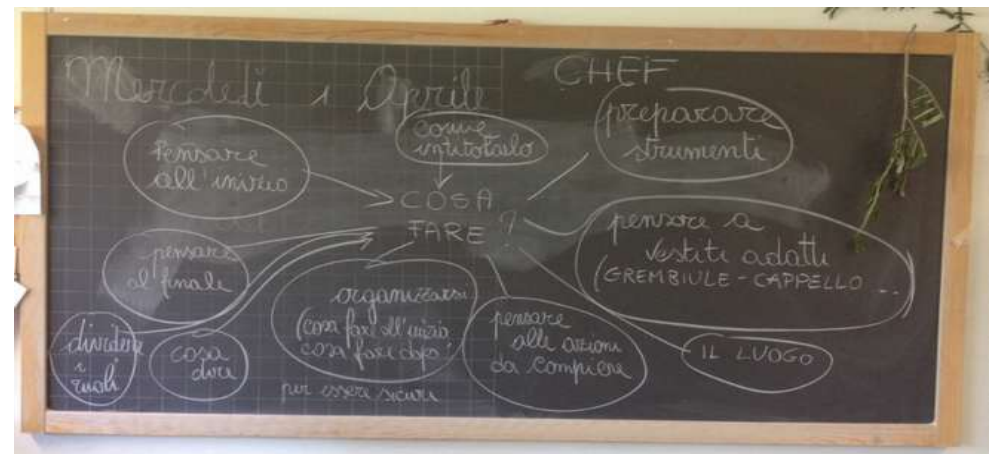 Mercoledì 1 Aprile
CHEF
come
intitolarlo
preparare
strumenti
Pensare
all'inizio
COSA
FARE?
pensare a
vestiti adatti
(GREMBIULE - CAPPELLO ...
pensare
al finale
organizzarsi
(cosa fare all'inizio
cosa fare dopo)
per essere sicuri
pensare
alle azioni
da compiere
IL LUOGO
dividere
i ruoli
cosa
dire